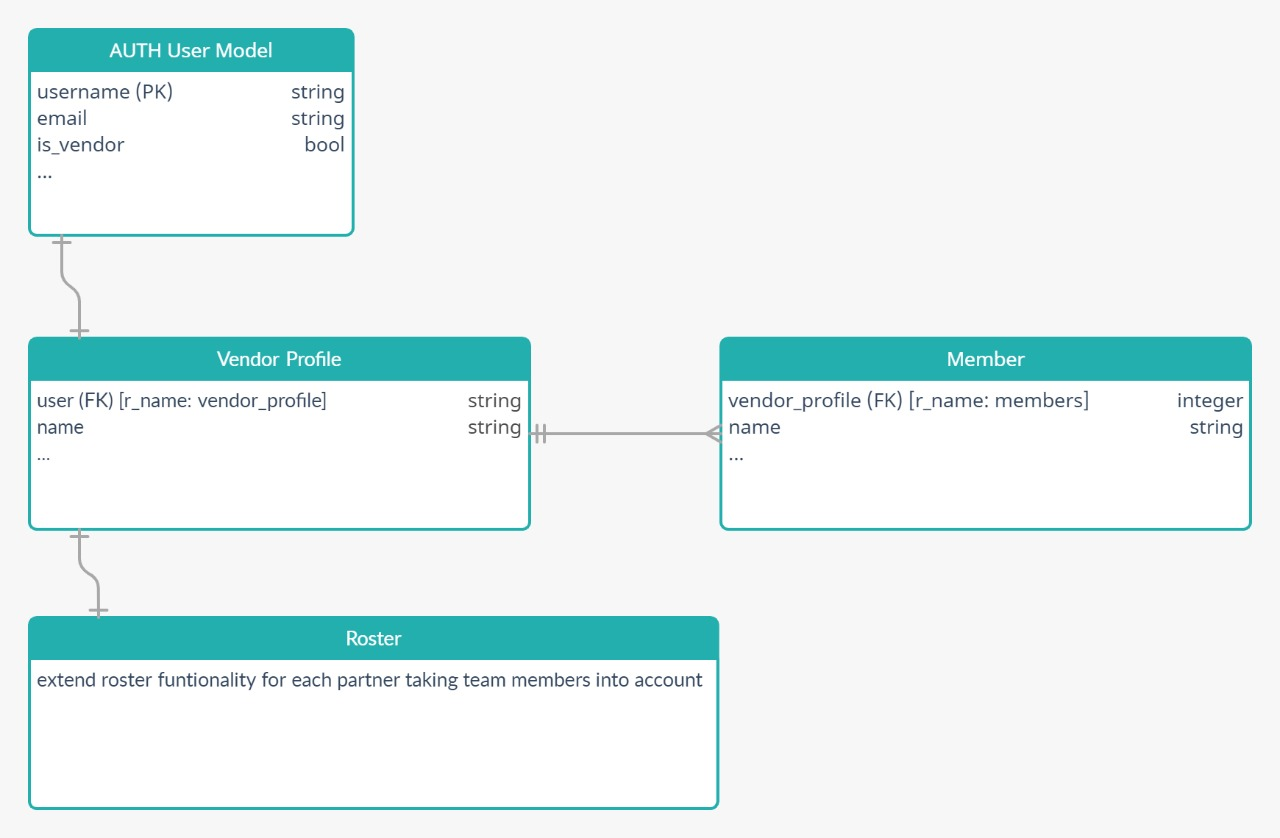 AUTH User Model
username (PK) string
email string
is_vendor bool
...
Vendor Profile
user (FK) [r_name: vendor_profile] string
name string
...
Member
vendor_profile (FK) [r_name: members] integer
name string
...
Roster
extend roster funtionality for each partner taking team members into account